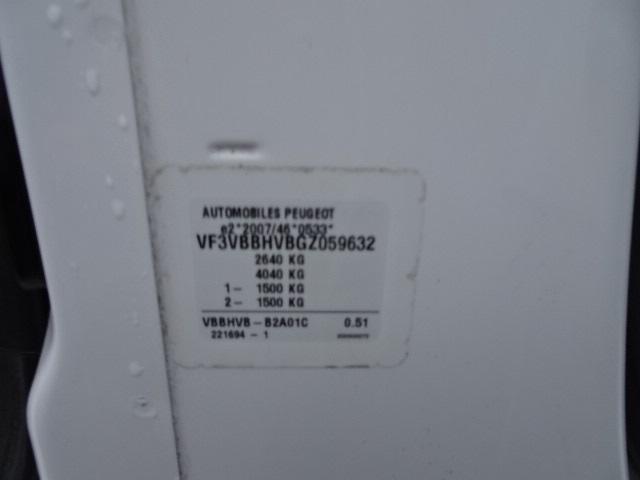 AUTOMOBILES PEUGEOT
e2*2007/46*0533*
VF3VBBHVBGZ059632
2640 KG
4040 KG
1- 1500 KG
2- 1500 KG
VBBHVB-B2A01C 0.51
221694-1